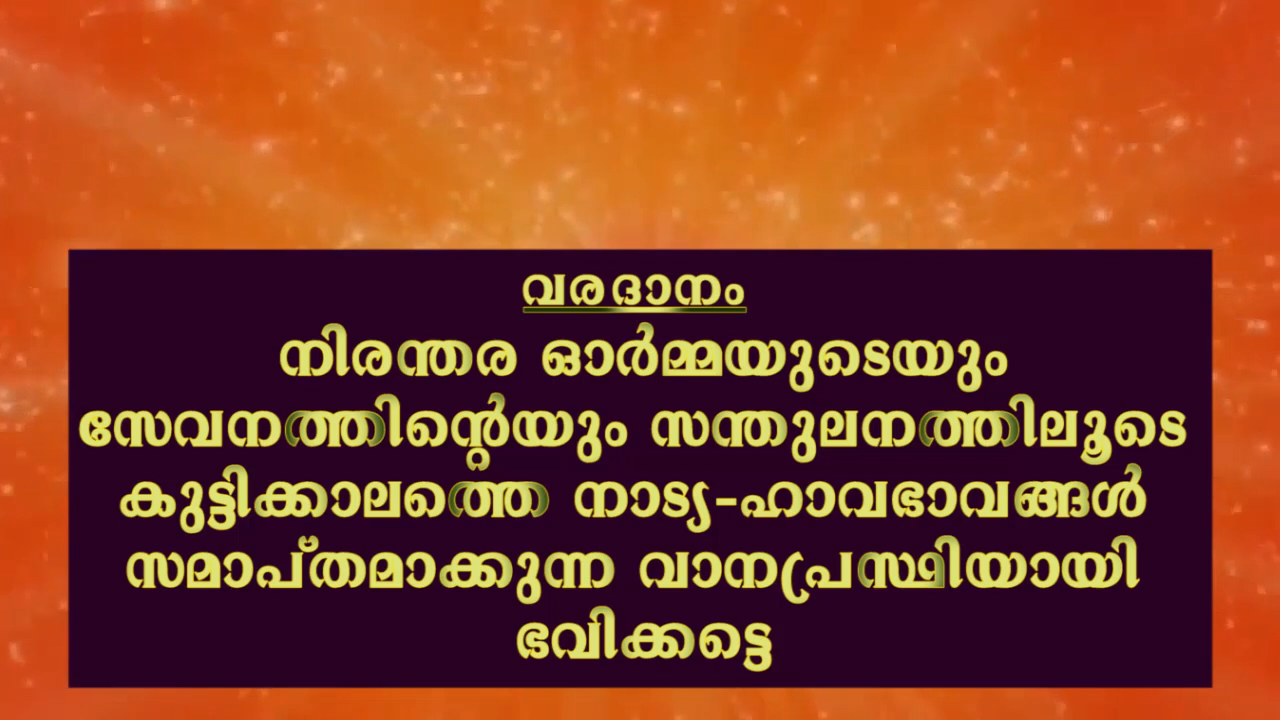 വരദാനം
നിരന്തര ഓർമ്മയുടെയും
സേവനത്തിന്റെയും സന്തുലനത്തിലൂടെ
കുട്ടിക്കാലത്തെ നാട്യ-ഹാവഭാവങ്ങൾ
സമാപ്തമാക്കുന്ന വാനപ്രസ്ഥിയായി
ഭവിക്കട്ടെ